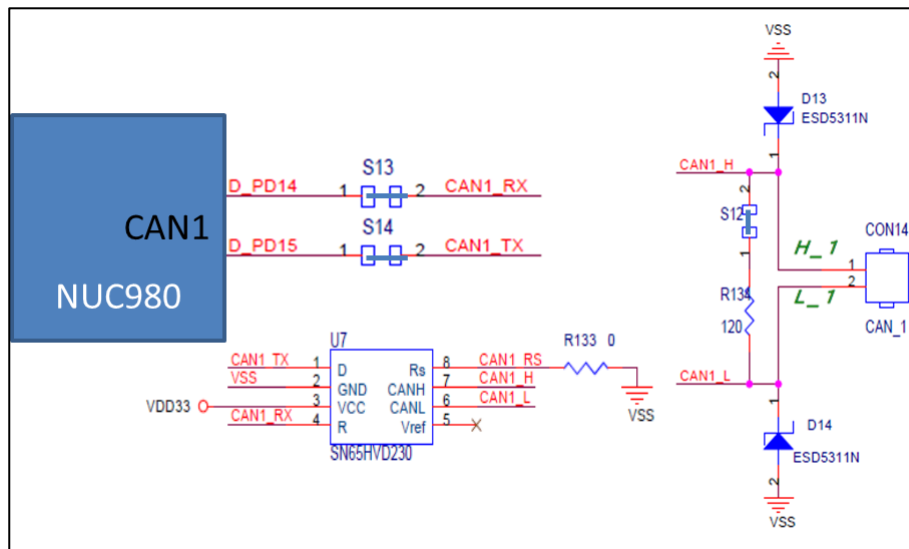 VSS
2
D13
ESD5311N
1
CAN1_H
S13
D_PD14
1
2
CAN1_RX
2
S12
1
S14
CAN1
D_PD15
1
2
CAN1_TX
H_1
CON14
1
L_1
2
CAN_1
NUC980
R134
120
U7
R133 0
CAN1_TX
1
D
Rs
8
CAN1_RS
VSS
2
GND
CANH
7
CAN1_H
VDD33
3
VCC
CANL
6
CAN1_L
CAN1_RX
4
R
Vref
5
SN65HVD230
VSS
CAN1_L
1
D14
ESD5311N
2
VSS